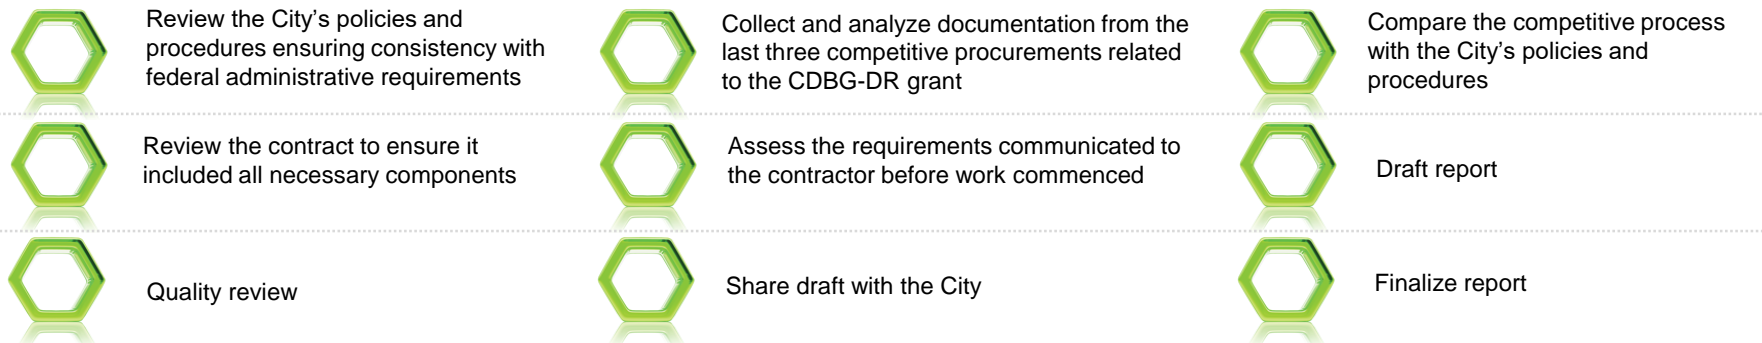 Review the City's policies and
procedures ensuring consistency with
federal administrative requirements
Collect and analyze documentation from the
last three competitive procurements related
to the CDBG-DR grant
Compare the competitive process
with the City's policies and
procedures
Review the contract to ensure it
included all necessary components
Assess the requirements communicated to
the contractor before work commenced
Draft report
Quality review
Share draft with the City
Finalize report